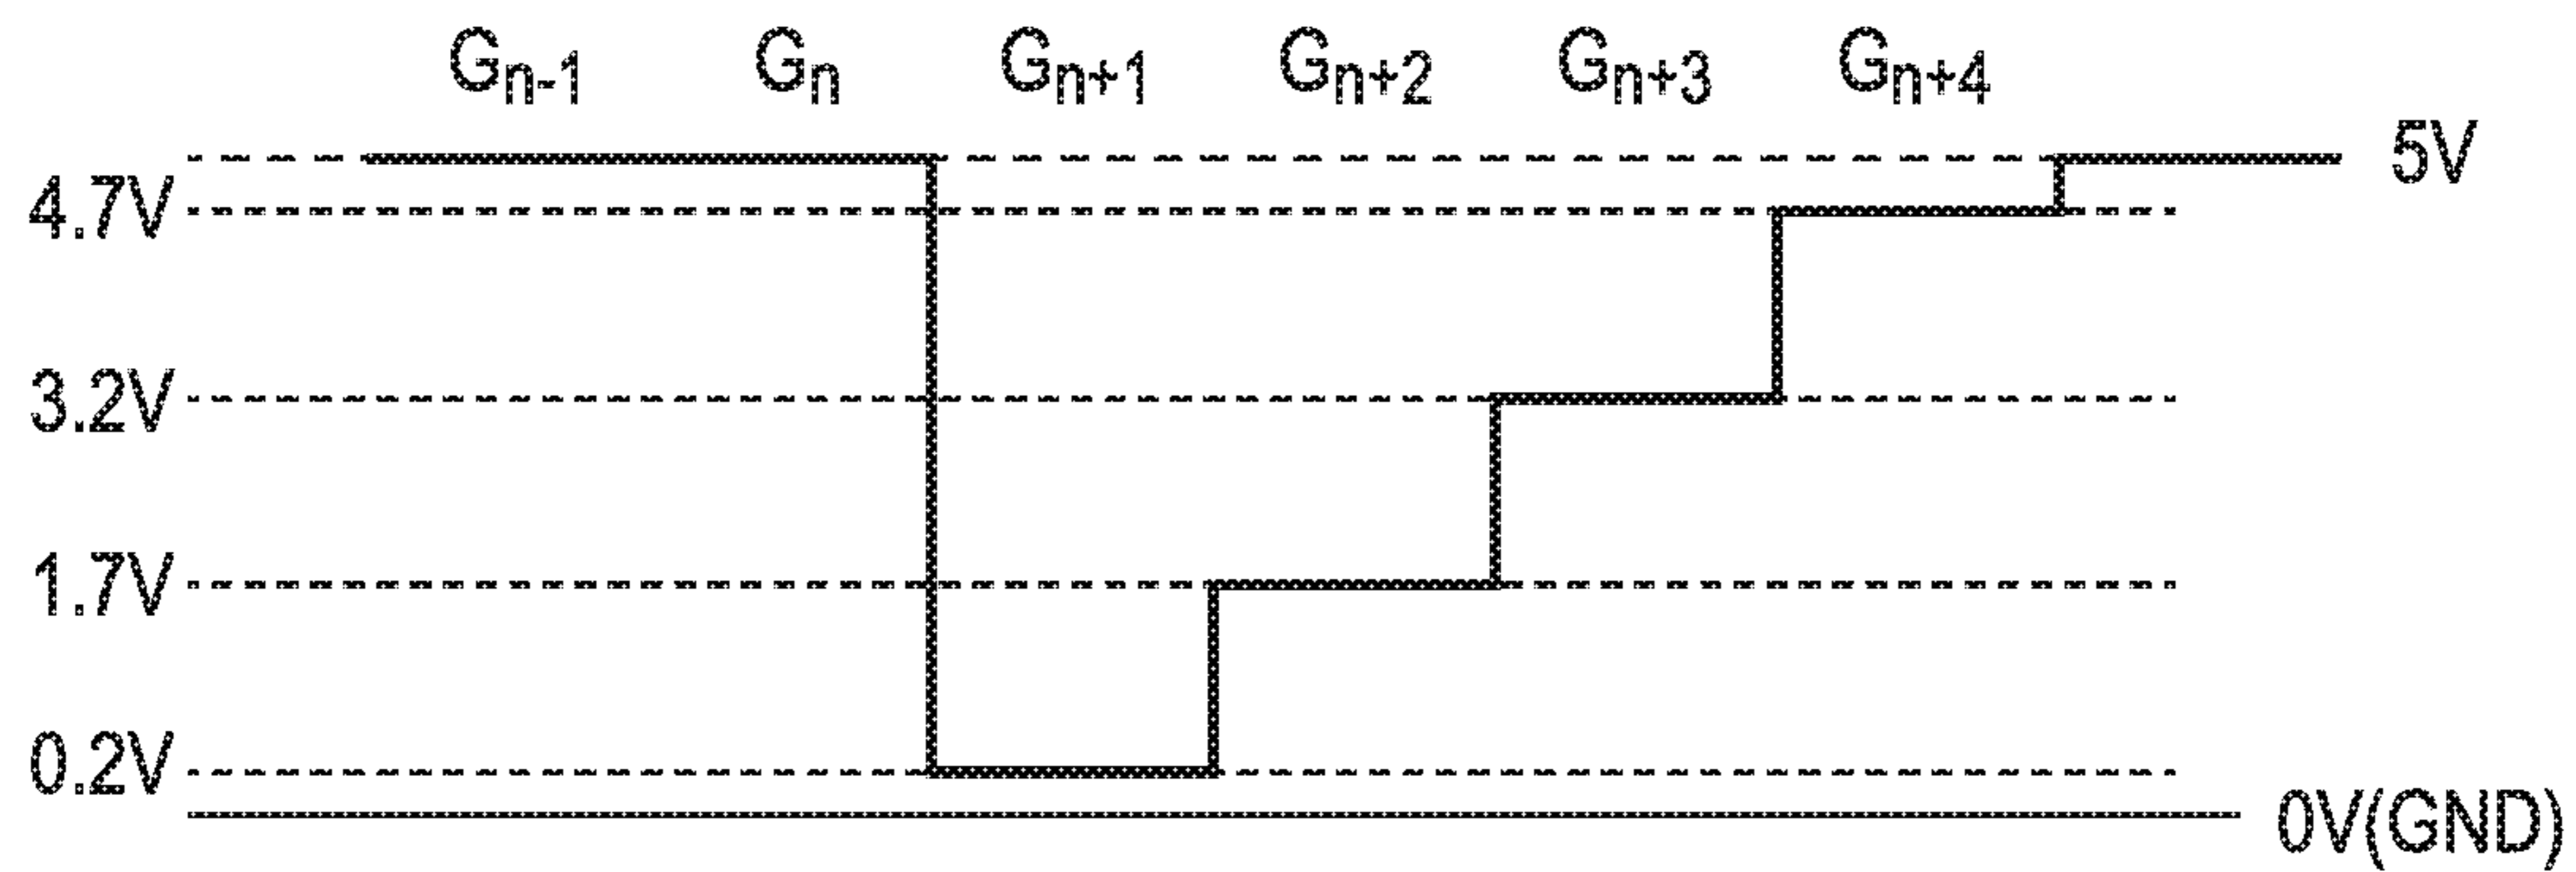 Gn-1 Gn Gn+1 Gn+2 Gn+3 Gn+4
5V
4.7V
3.2V
1.7V
0.2V
0V(GND)